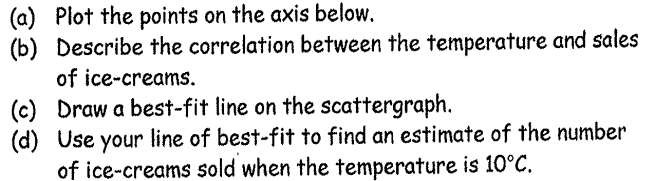 (a) Plot the points on the axis below.
(b) Describe the correlation between the temperature and sales
of ice-creams.
(c) Draw a best-fit line on the scattergraph.
(d) Use your line of best-fit to find an estimate of the number
of ice-creams sold when the temperature is 10°C.